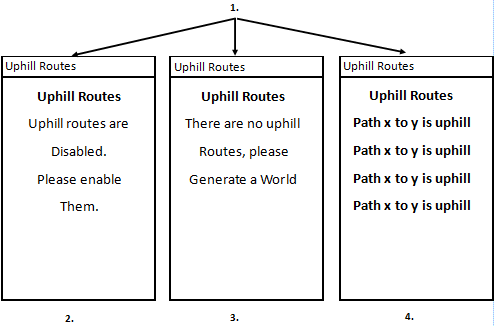 1.
Uphill Routes
Uphill Routes
Uphill routes are
Disabled.
Please enable
Them.
2.
Uphill Routes
Uphill Routes
There are no uphill
Routes, please
Generate a World
3.
Uphill Routes
Uphill Routes
Path x to y is uphill
Path x to y is uphill
Path x to y is uphill
Path x to y is uphill
4.